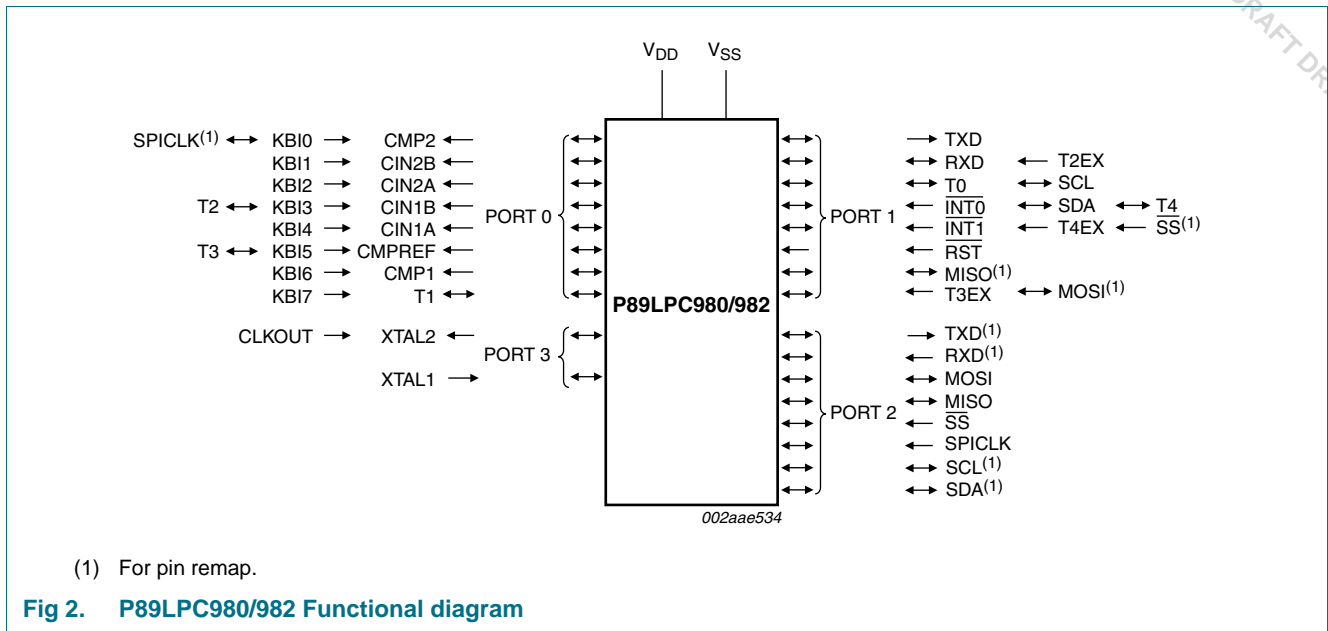 DRAFT DRA
VDD VSS
SPICLK(1) KBI0 CMP2 TXD
KBI1 CIN2B RXD T2EX
KBI2 CIN2A T0 SCL
T2 KBI3 CIN1B PORT 0 PORT 1 INT0 SDA T4
KBI4 CIN1A INT1 T4EX SS(1)
T3 KBI5 CMPREF RST
KBI6 CMP1 MISO(1)
KBI7 T1 P89LPC980/982 T3EX MOSI(1)
CLKOUT XTAL2 TXD(1)
PORT 3 RXD(1)
XTAL1 MOSI
MISO
PORT 2 SS
SPICLK
SCL(1)
SDA(1)
002aae534
(1) For pin remap.
Fig 2. P89LPC980/982 Functional diagram